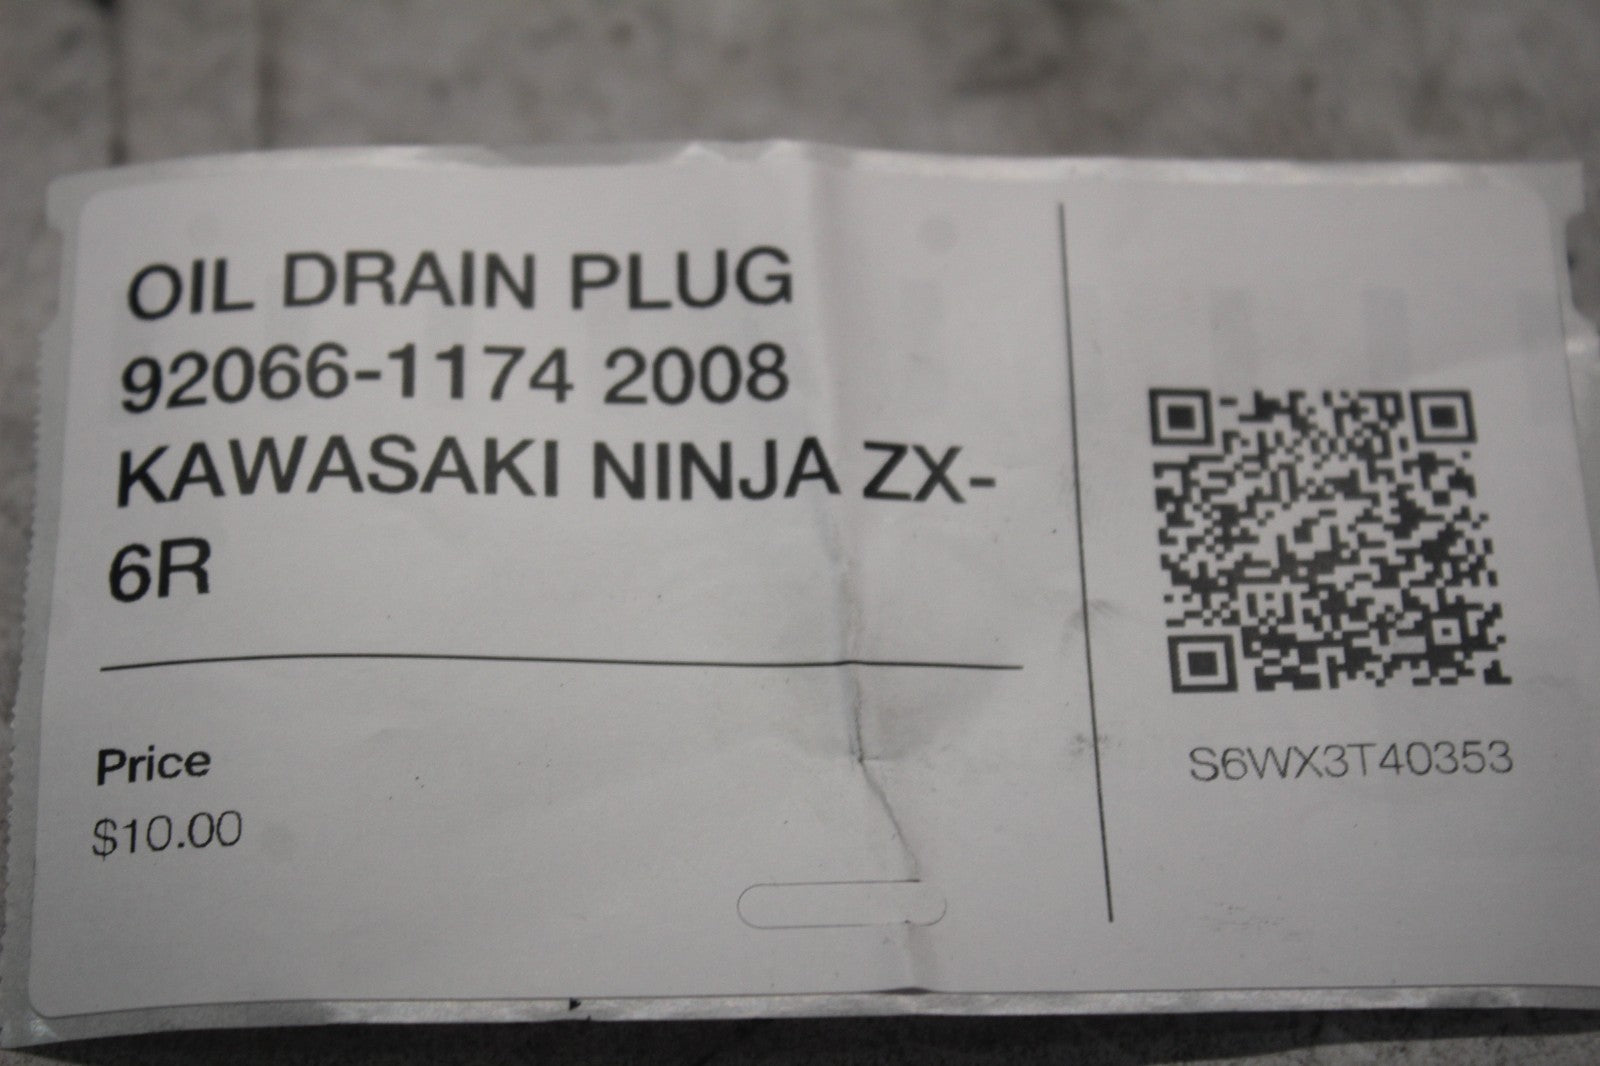 OIL DRAIN PLUG
92066-1174 2008
KAWASAKI NINJA ZX-
6R
Price
$10.00
S6WX3T40353